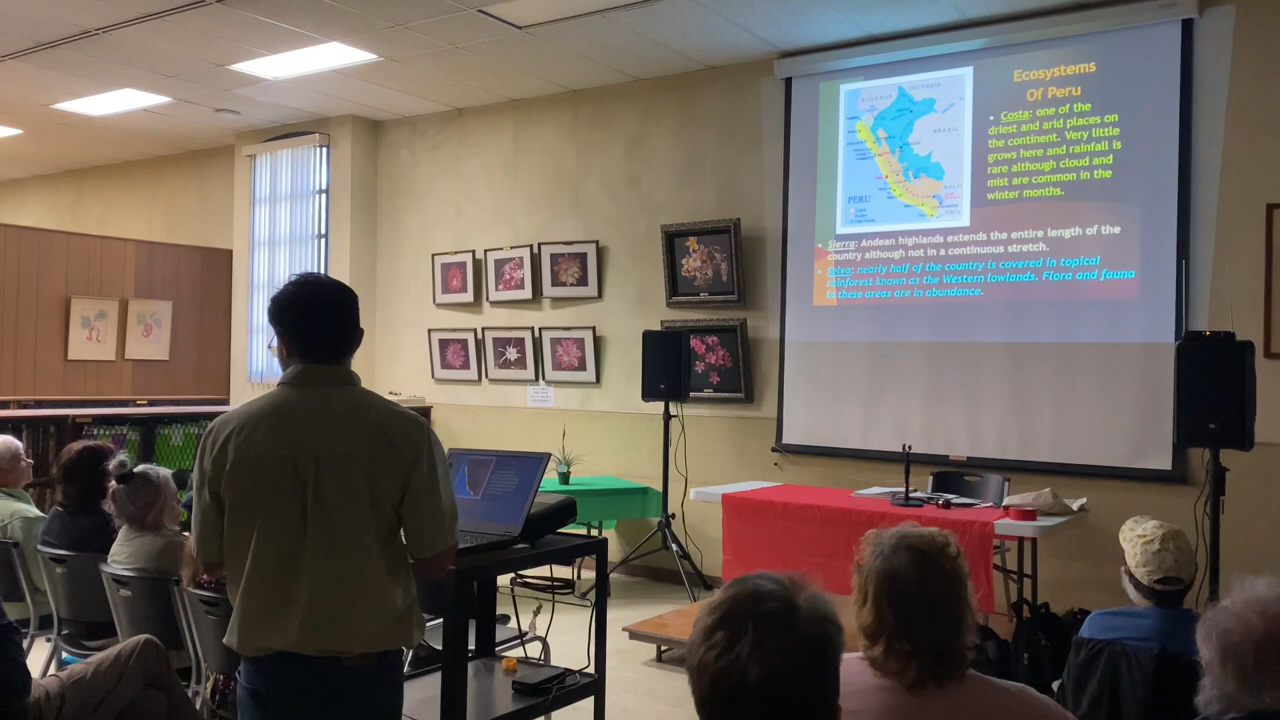 Ecosystems
Of Peru
• Costa: one of the
driest and arid places on
the continent. Very little
grows here and rainfall is
rare although cloud and
mist are common in the
winter months.
PERU
• Sierra: Andean highlands extends the entire length of the
country although not in a continuous stretch.
• Selva: nearly half of the country is covered in topical
rainforest known as the Western lowlands. Flora and fauna
in these areas are in abundance.